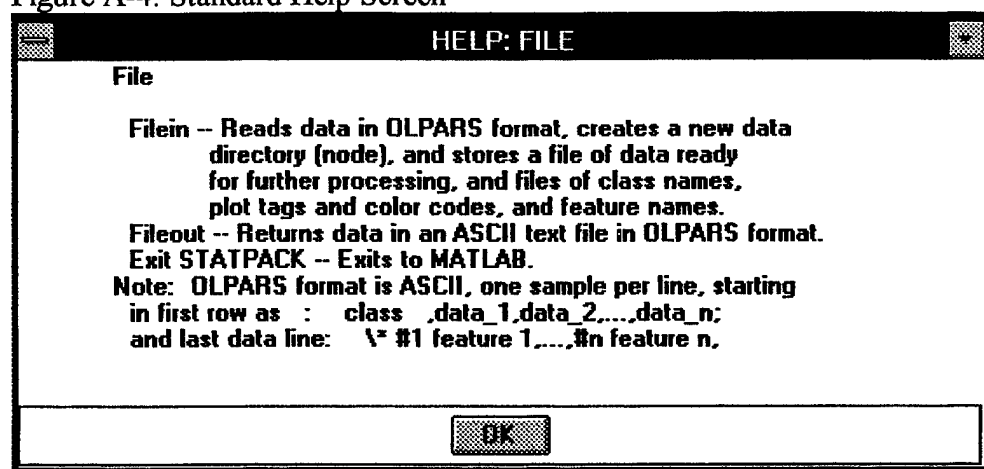 Figure A-4. Standard Help Screen
HELP: FILE
File
Filein -- Reads data in OLPARS format, creates a new data
directory (node), and stores a file of data ready
for further processing, and files of class names,
plot tags and color codes, and feature names.
Fileout -- Returns data in an ASCII text file in OLPARS format.
Exit STATPACK -- Exits to MATLAB.
Note: OLPARS format is ASCII, one sample per line, starting
in first row as : class ,data_1,data_2,...,data_n;
and last data line: \* #1 feature 1,...,#n feature n,
OK